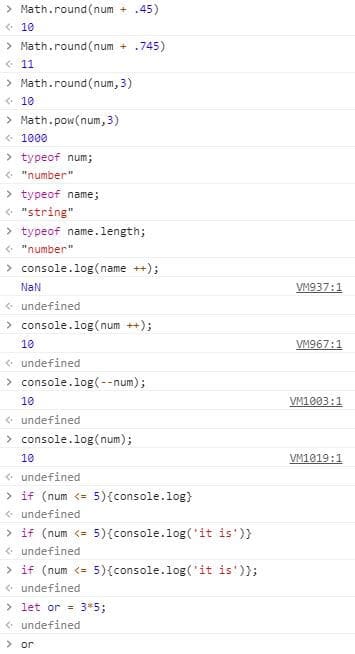 > Math.round(num + .45)
<· 10
> Math.round(num + .745)
<· 11
> Math.round(num,3)
<· 10
> Math.pow(num,3)
<· 1000
> typeof num;
<· "number"
> typeof name;
<· "string"
> typeof name.length;
<· "number"
> console.log(name ++);
NaN VM937:1
<· undefined
> console.log(num ++);
10 VM967:1
<· undefined
> console.log(--num);
10 VM1003:1
<· undefined
> console.log(num);
10 VM1019:1
<· undefined
> if (num <= 5){console.log}
<· undefined
> if (num <= 5){console.log('it is')}
<· undefined
> if (num <= 5){console.log('it is')};
<· undefined
> let or = 3*5;
<· undefined
> or